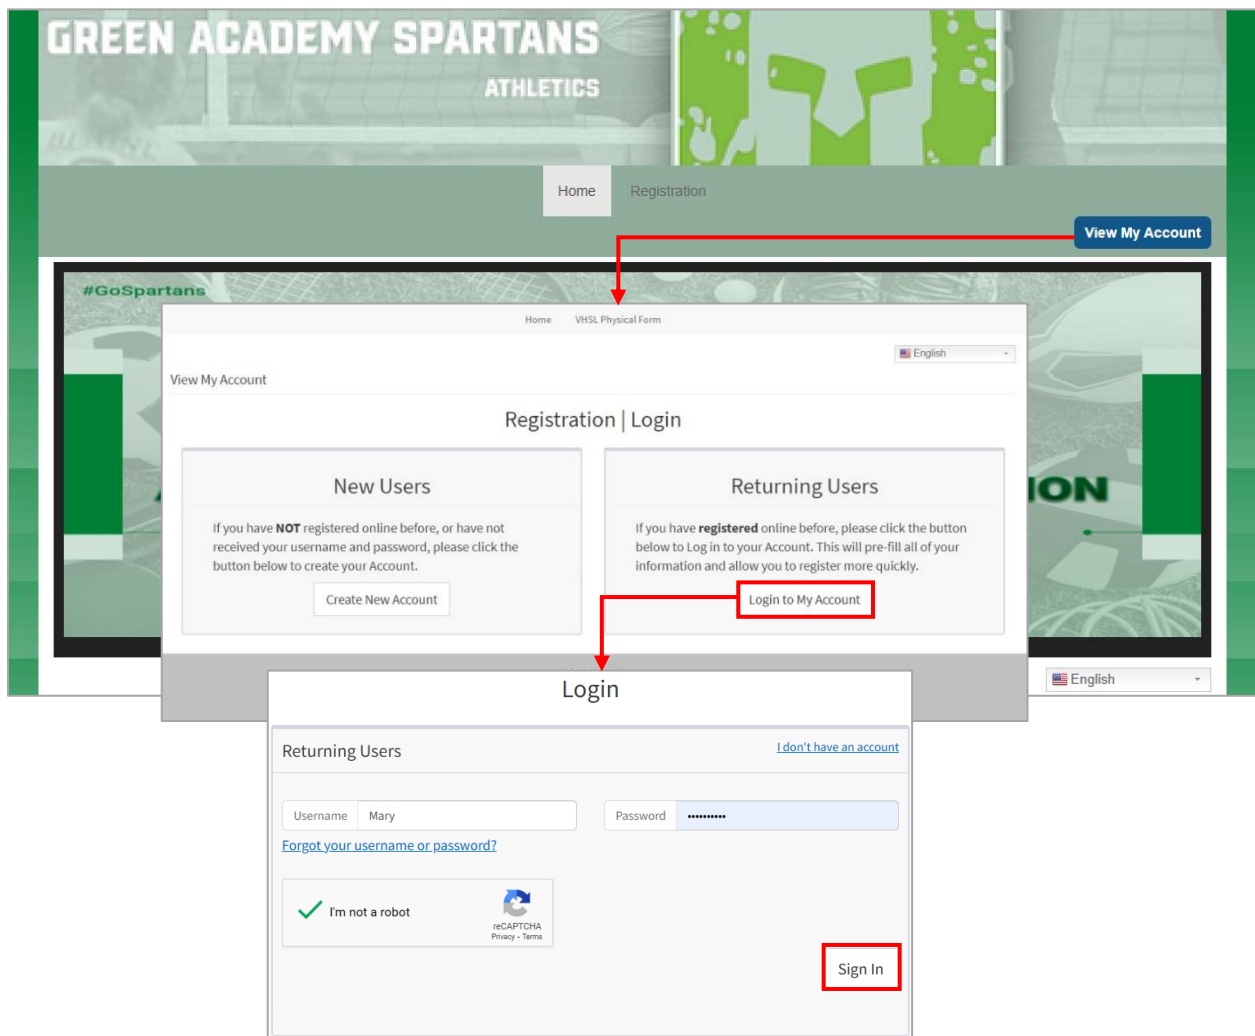 GREEN ACADEMY SPARTANS
ATHLETICS
Home Registration
View My Account
#GoSpartans
Home VHSL Physical Form
English
View My Account
Registration | Login
New Users
If you have NOT registered online before, or have not
received your username and password, please click the
button below to create your Account.
Create New Account
Returning Users
If you have registered online before, please click the button
below to Log in to your Account. This will pre-fill all of your
information and allow you to register more quickly.
Login to My Account
ION
English
Login
Returning Users
I don't have an account
Username Mary
Password ••••••••••
Forgot your username or password?
I'm not a robot
reCAPTCHA
Privacy - Terms
Sign In